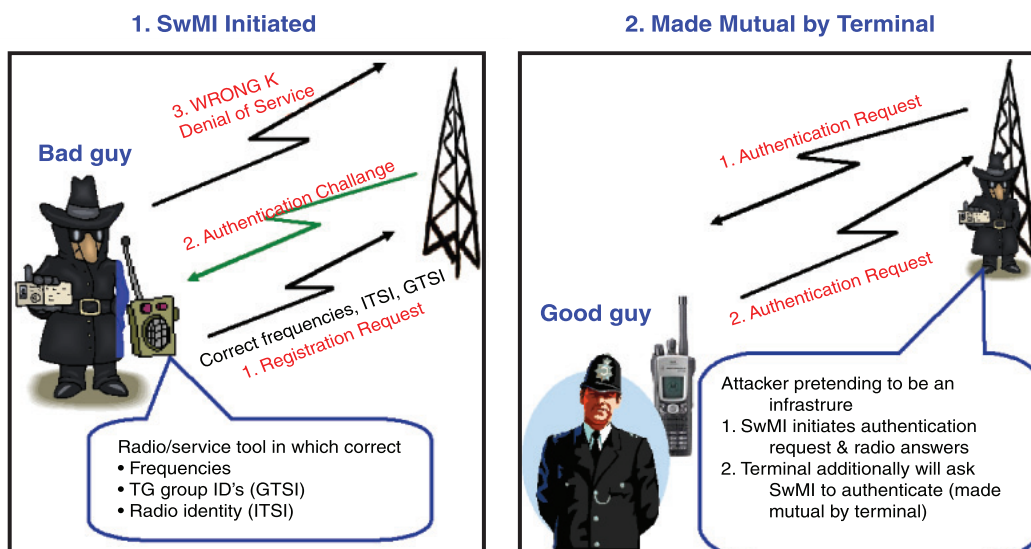 1. SwMI Initiated
3. WRONG K
Denial of Service
Bad guy
2. Authentication Challange
Correct frequencies, ITSI, GTSI
1. Registration Request
Radio/service tool in which correct
• Frequencies
• TG group ID's (GTSI)
• Radio identity (ITSI)
2. Made Mutual by Terminal
1. Authentication Request
2. Authentication Request
Good guy
Attacker pretending to be an
infrastrure
1. SwMI initiates authentication
request & radio answers
2. Terminal additionally will ask
SwMI to authenticate (made
mutual by terminal)